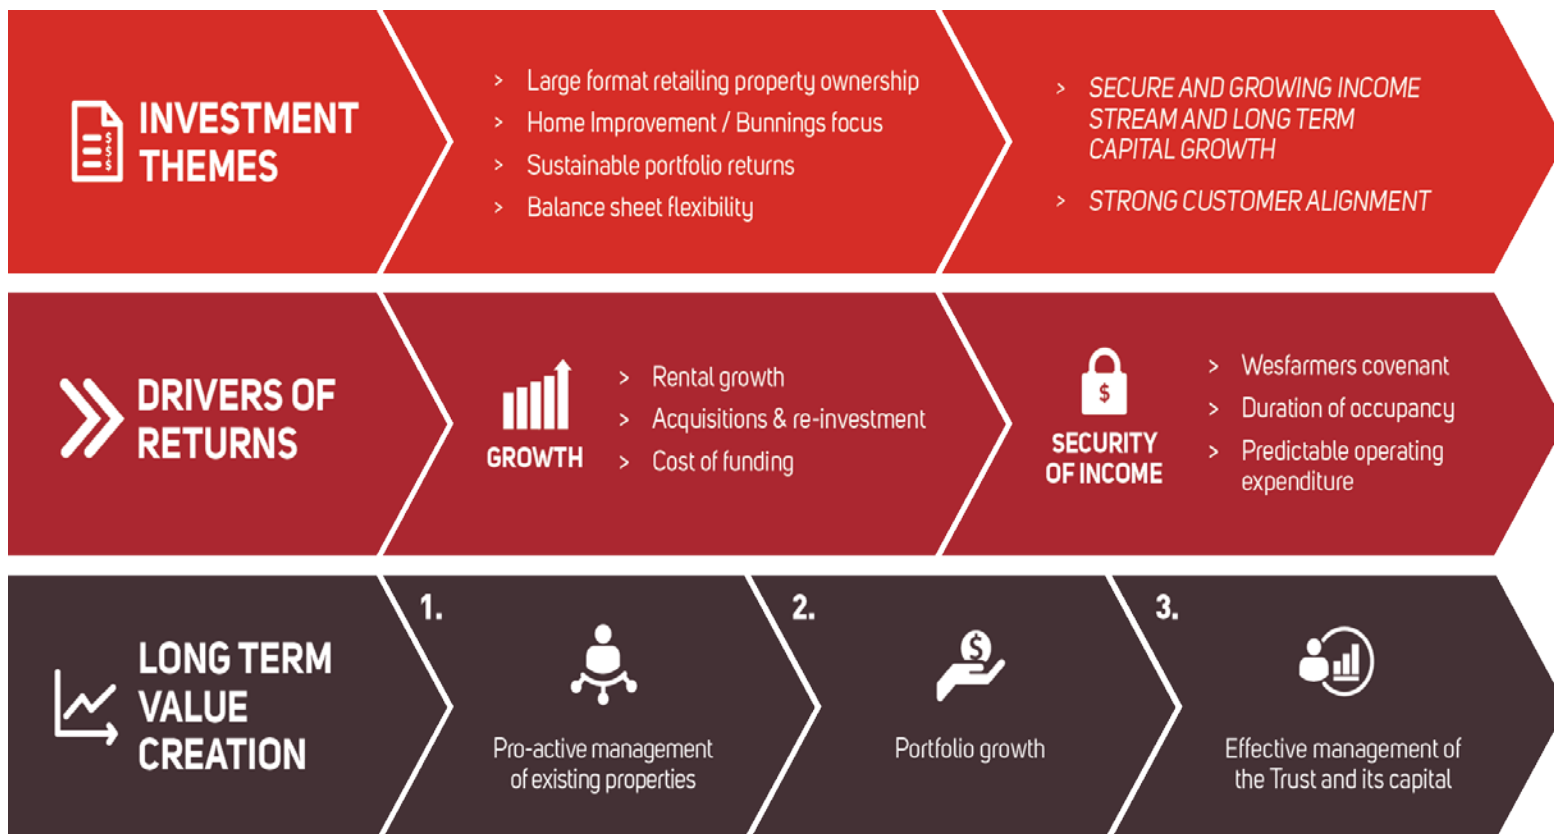 INVESTMENT
THEMES
> Large format retailing property ownership
> Home Improvement / Bunnings focus
> Sustainable portfolio returns
> Balance sheet flexibility
> SECURE AND GROWING INCOME
STREAM AND LONG TERM
CAPITAL GROWTH
> STRONG CUSTOMER ALIGNMENT
DRIVERS OF
RETURNS
GROWTH
> Rental growth
> Acquisitions & re-investment
> Cost of funding
$
SECURITY
OF INCOME
> Wesfarmers covenant
> Duration of occupancy
> Predictable operating
expenditure
LONG TERM
VALUE
CREATION
1.
Pro-active management
of existing properties
2.
$
Portfolio growth
3.
Effective management of
the Trust and its capital